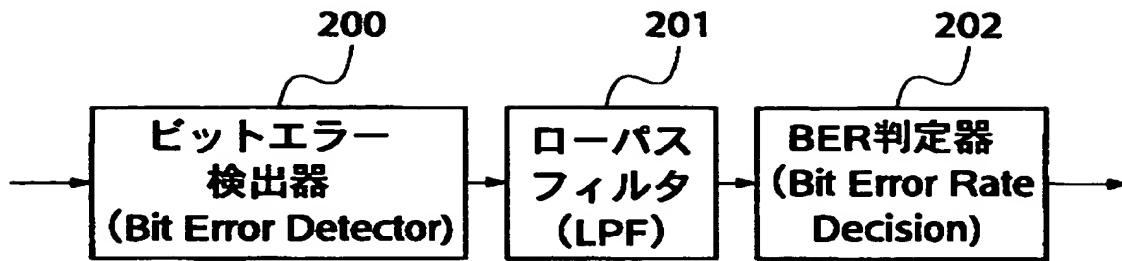 200
201
202
ビットエラー
検出器
(Bit Error Detector)
ローパス
フィルタ
(LPF)
BER判定器
(Bit Error Rate
Decision)